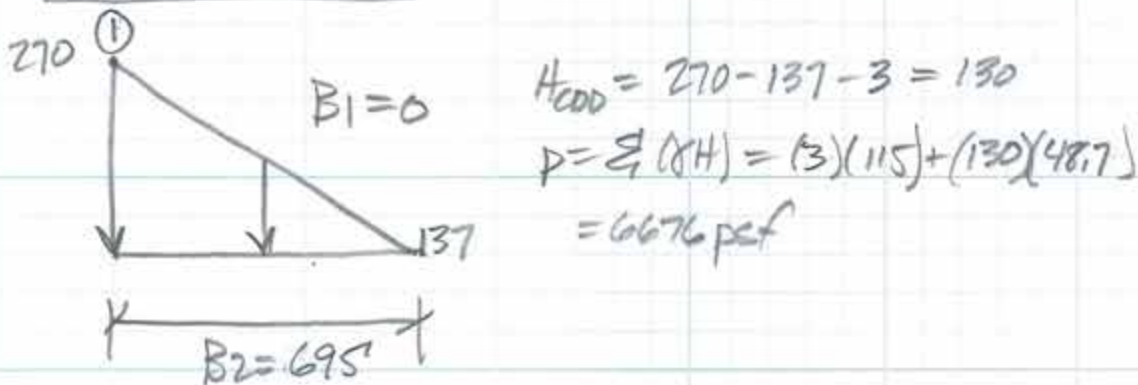 ①
270
B1=0
H_CDD = 270-137-3 = 130
p = Σ(γH) = (3)(115)+(130)(48.7)
= 6676 psf
137
B2=695'